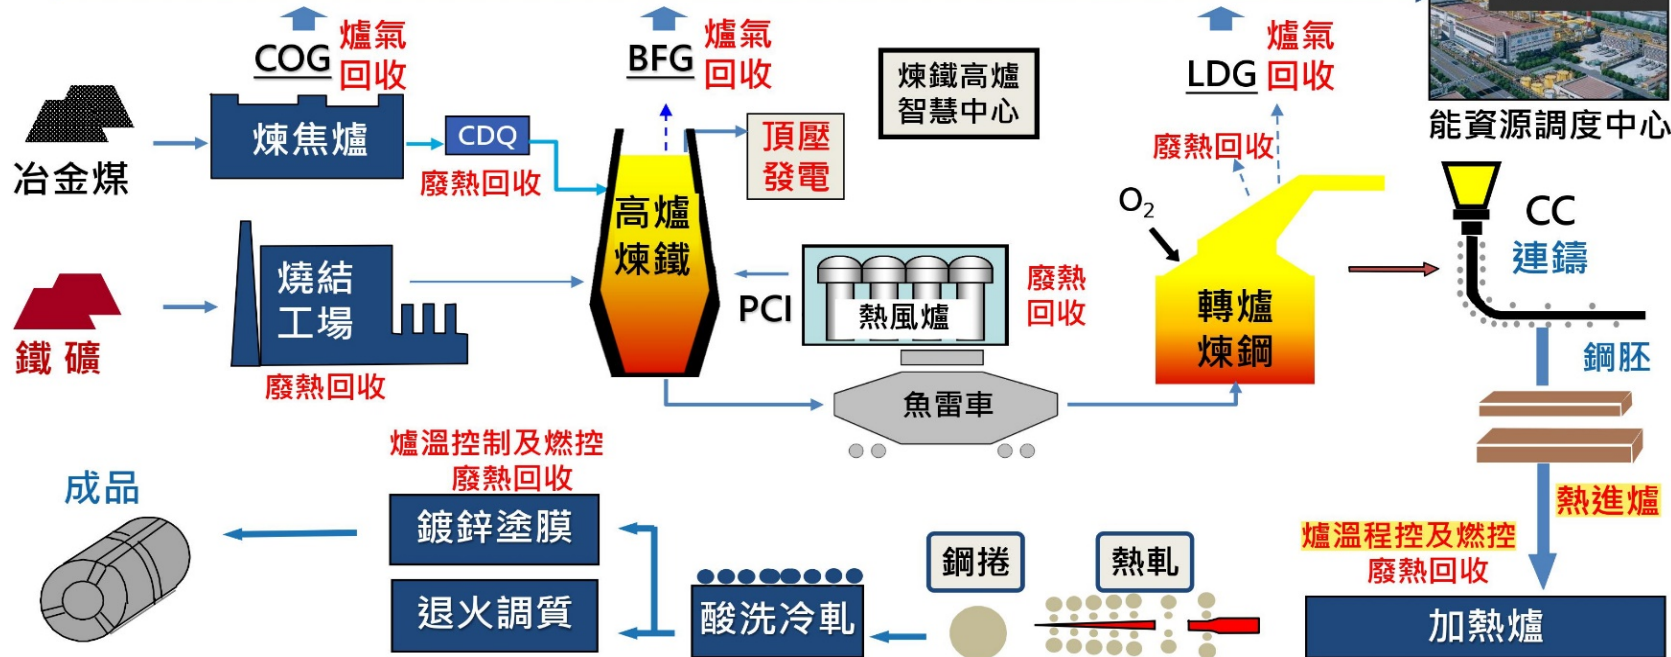 COG
爐氣
回收
BFG
爐氣
回收
煉鐵高爐
智慧中心
LDG
爐氣
回收
能資源調度中心
冶金煤
煉焦爐
CDQ
廢熱回收
頂壓
發電
廢熱回收
O₂
CC
連鑄
鐵礦
燒結
工場
廢熱回收
高爐
煉鐵
PCI
熱風爐
廢熱
回收
轉爐
煉鋼
鋼胚
魚雷車
爐溫控制及燃控
廢熱回收
成品
鍍鋅塗膜
退火調質
酸洗冷軋
鋼捲
熱軋
熱進爐
爐溫程控及燃控
廢熱回收
加熱爐